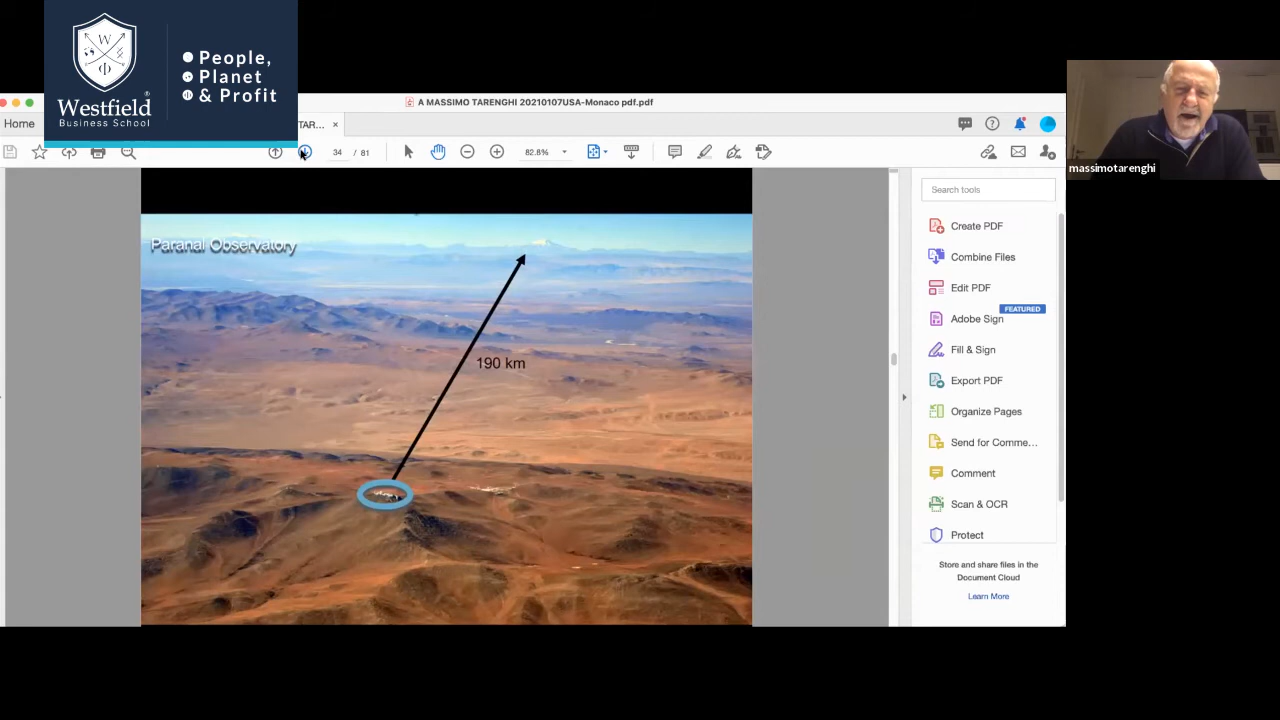 W
Φ
Westfield®
Business School
People,
Planet
& Profit
A MASSIMO TARENGHI 20210107USA-Monaco pdf.pdf
Home
TAR... ×
34 / 81
82.8%
massimotarenghi
Paranal Observatory
190 km
Search tools
Create PDF
Combine Files
Edit PDF
FEATURED
Adobe Sign
Fill & Sign
Export PDF
Organize Pages
Send for Comme...
Comment
Scan & OCR
Protect
Store and share files in the
Document Cloud
Learn More